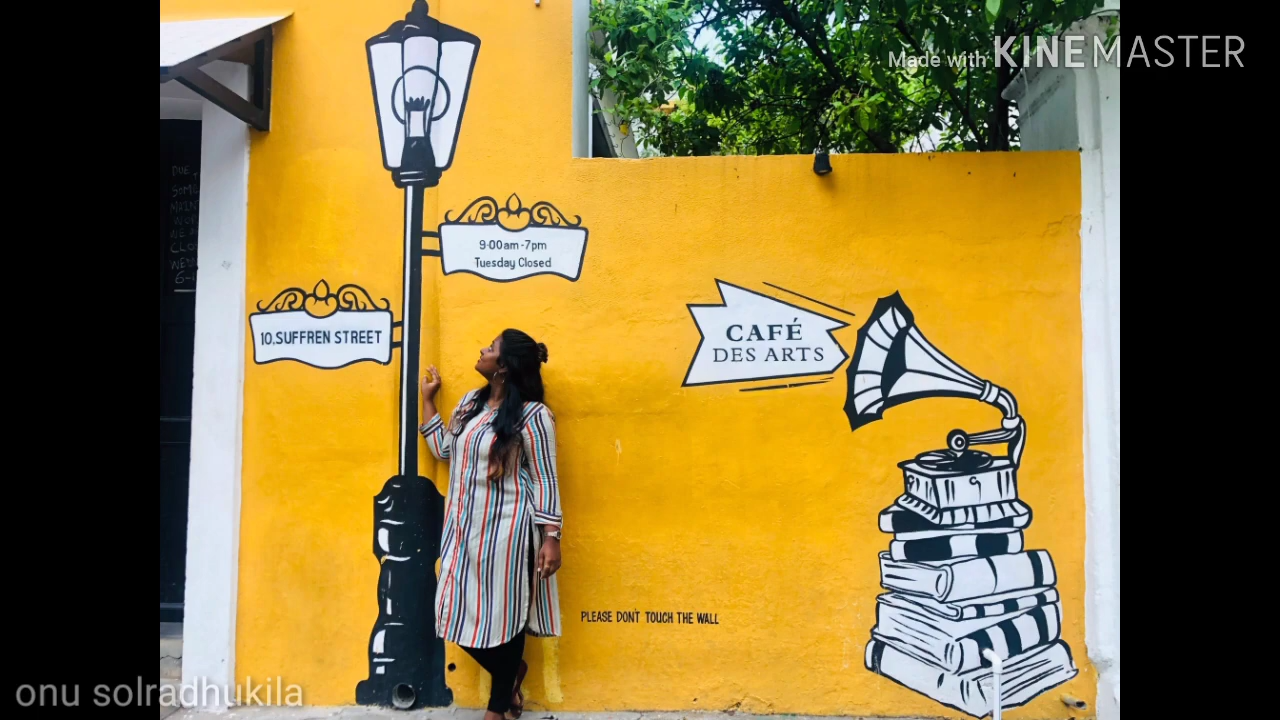 Made with KINEMASTER
9:00am-7pm
Tuesday Closed
10.SUFFREN STREET
CAFÉ
DES ARTS
PLEASE DON'T TOUCH THE WALL
onu solradhukila